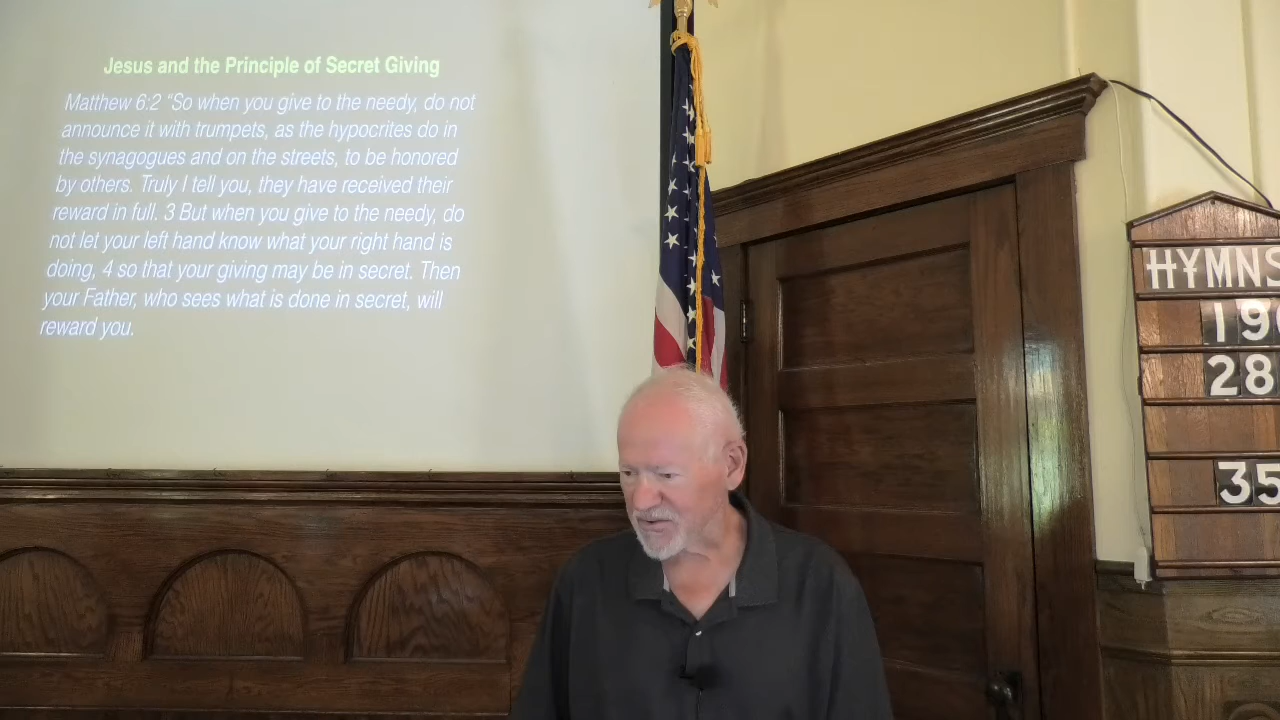 Jesus and the Principle of Secret Giving
Matthew 6:2 “So when you give to the needy, do not
announce it with trumpets, as the hypocrites do in
the synagogues and on the streets, to be honored
by others. Truly I tell you, they have received their
reward in full. 3 But when you give to the needy, do
not let your left hand know what your right hand is
doing, 4 so that your giving may be in secret. Then
your Father, who sees what is done in secret, will
reward you.
HYMNS
19
28
35